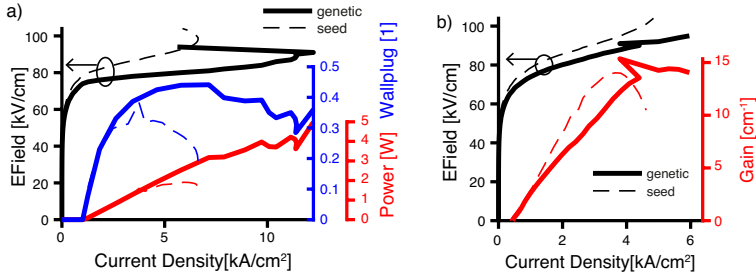 a)
genetic
seed
100
80
60
40
20
0
EField [kV/cm]
0
5
10
Current Density[kA/cm²]
0.5
0.4
0.3
0.2
0.1
0
Wallplug [1]
5
4
3
2
1
0
Power [W]
b)
100
80
60
40
20
0
EField [kV/cm]
genetic
seed
0
2
4
6
Current Density[kA/cm²]
15
10
5
0
Gain [cm⁻¹]